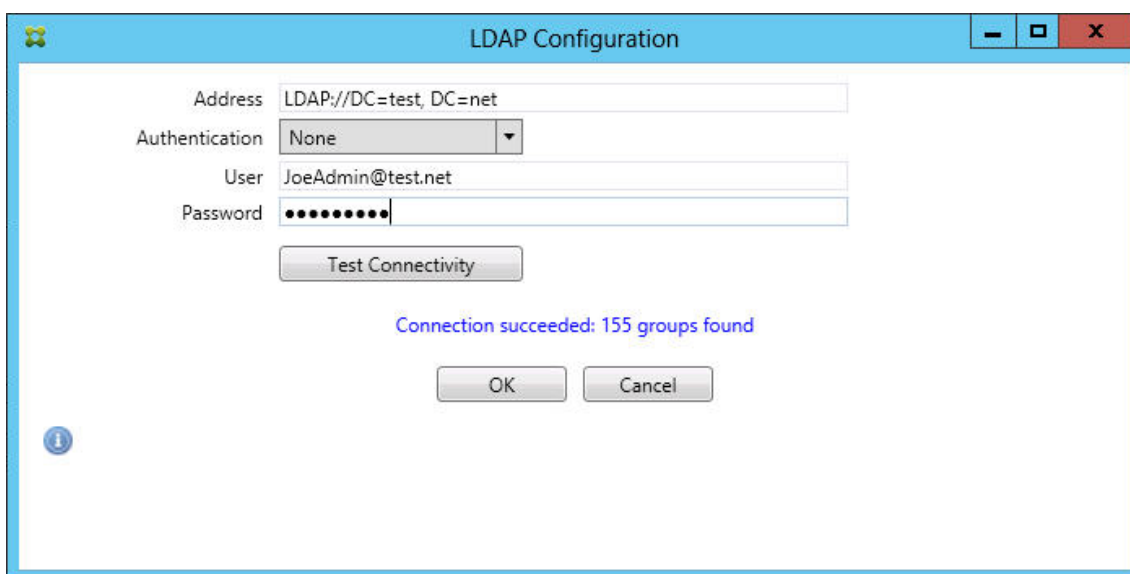 LDAP Configuration
Address LDAP://DC=test, DC=net
Authentication None
User JoeAdmin@test.net
Password •••••••••
Test Connectivity
Connection succeeded: 155 groups found
OK Cancel